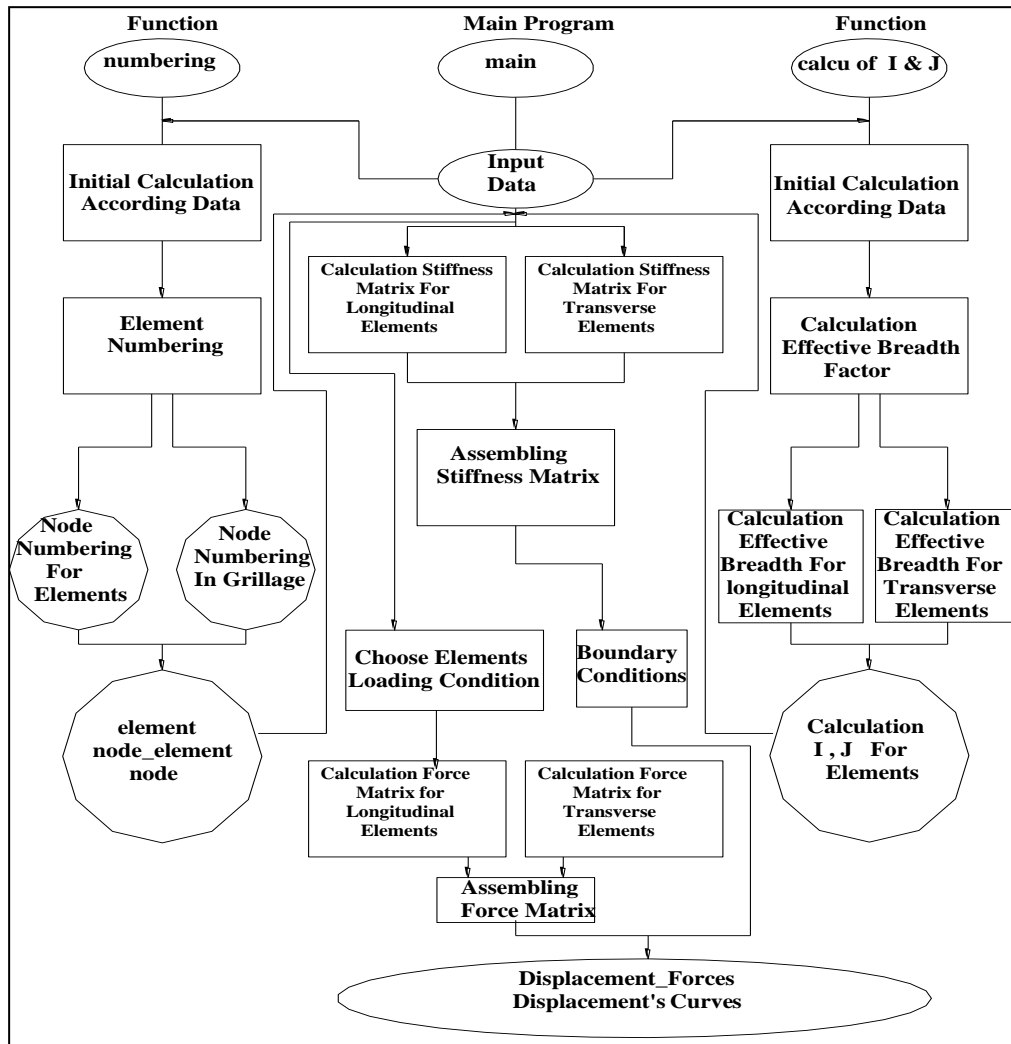 Function
Main Program
Function
numbering
main
calcu of I & J
Input
Data
Initial Calculation
According Data
Initial Calculation
According Data
Calculation Stiffness
Matrix For
Longitudinal
Elements
Calculation Stiffness
Matrix For
Transverse
Elements
Element
Numbering
Calculation
Effective Breadth
Factor
Assembling
Stiffness Matrix
Node
Numbering
For
Elements
Node
Numbering
In Grillage
Calculation
Effective
Breadth For
longitudinal
Elements
Calculation
Effective
Breadth For
Transverse
Elements
Choose Elements
Loading Condition
Boundary
Conditions
element
node_element
node
Calculation
I , J For
Elements
Calculation Force
Matrix for
Longitudinal
Elements
Calculation Force
Matrix for
Transverse
Elements
Assembling
Force Matrix
Displacement_Forces
Displacement's Curves